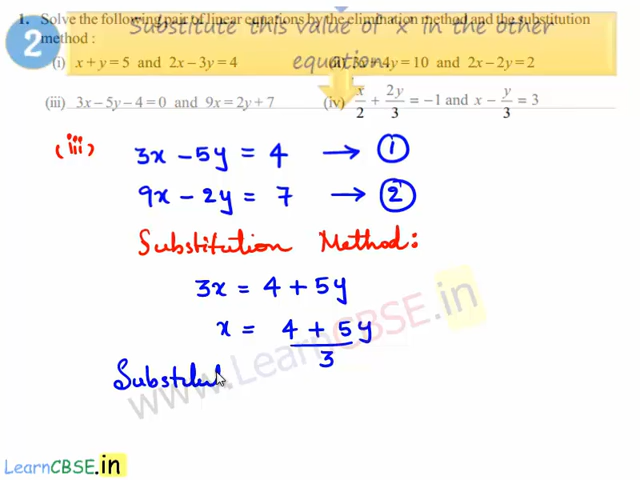 1. Solve the following pair of linear equations by the elimination method and the substitution
method :
2
Substitute this value of 'x' in the other
equation.
(i) x + y = 5 and 2x – 3y = 4 (ii) 3x + 4y = 10 and 2x – 2y = 2
(iii) 3x – 5y – 4 = 0 and 9x = 2y + 7 (iv) x/2 + 2y/3 = –1 and x – y/3 = 3
(iii) 3x – 5y = 4 → 1
9x – 2y = 7 → 2
Substitution Method:
3x = 4 + 5y
x = 4 + 5y
3
Substitut
www.LearnCBSE.in
LearnCBSE.in